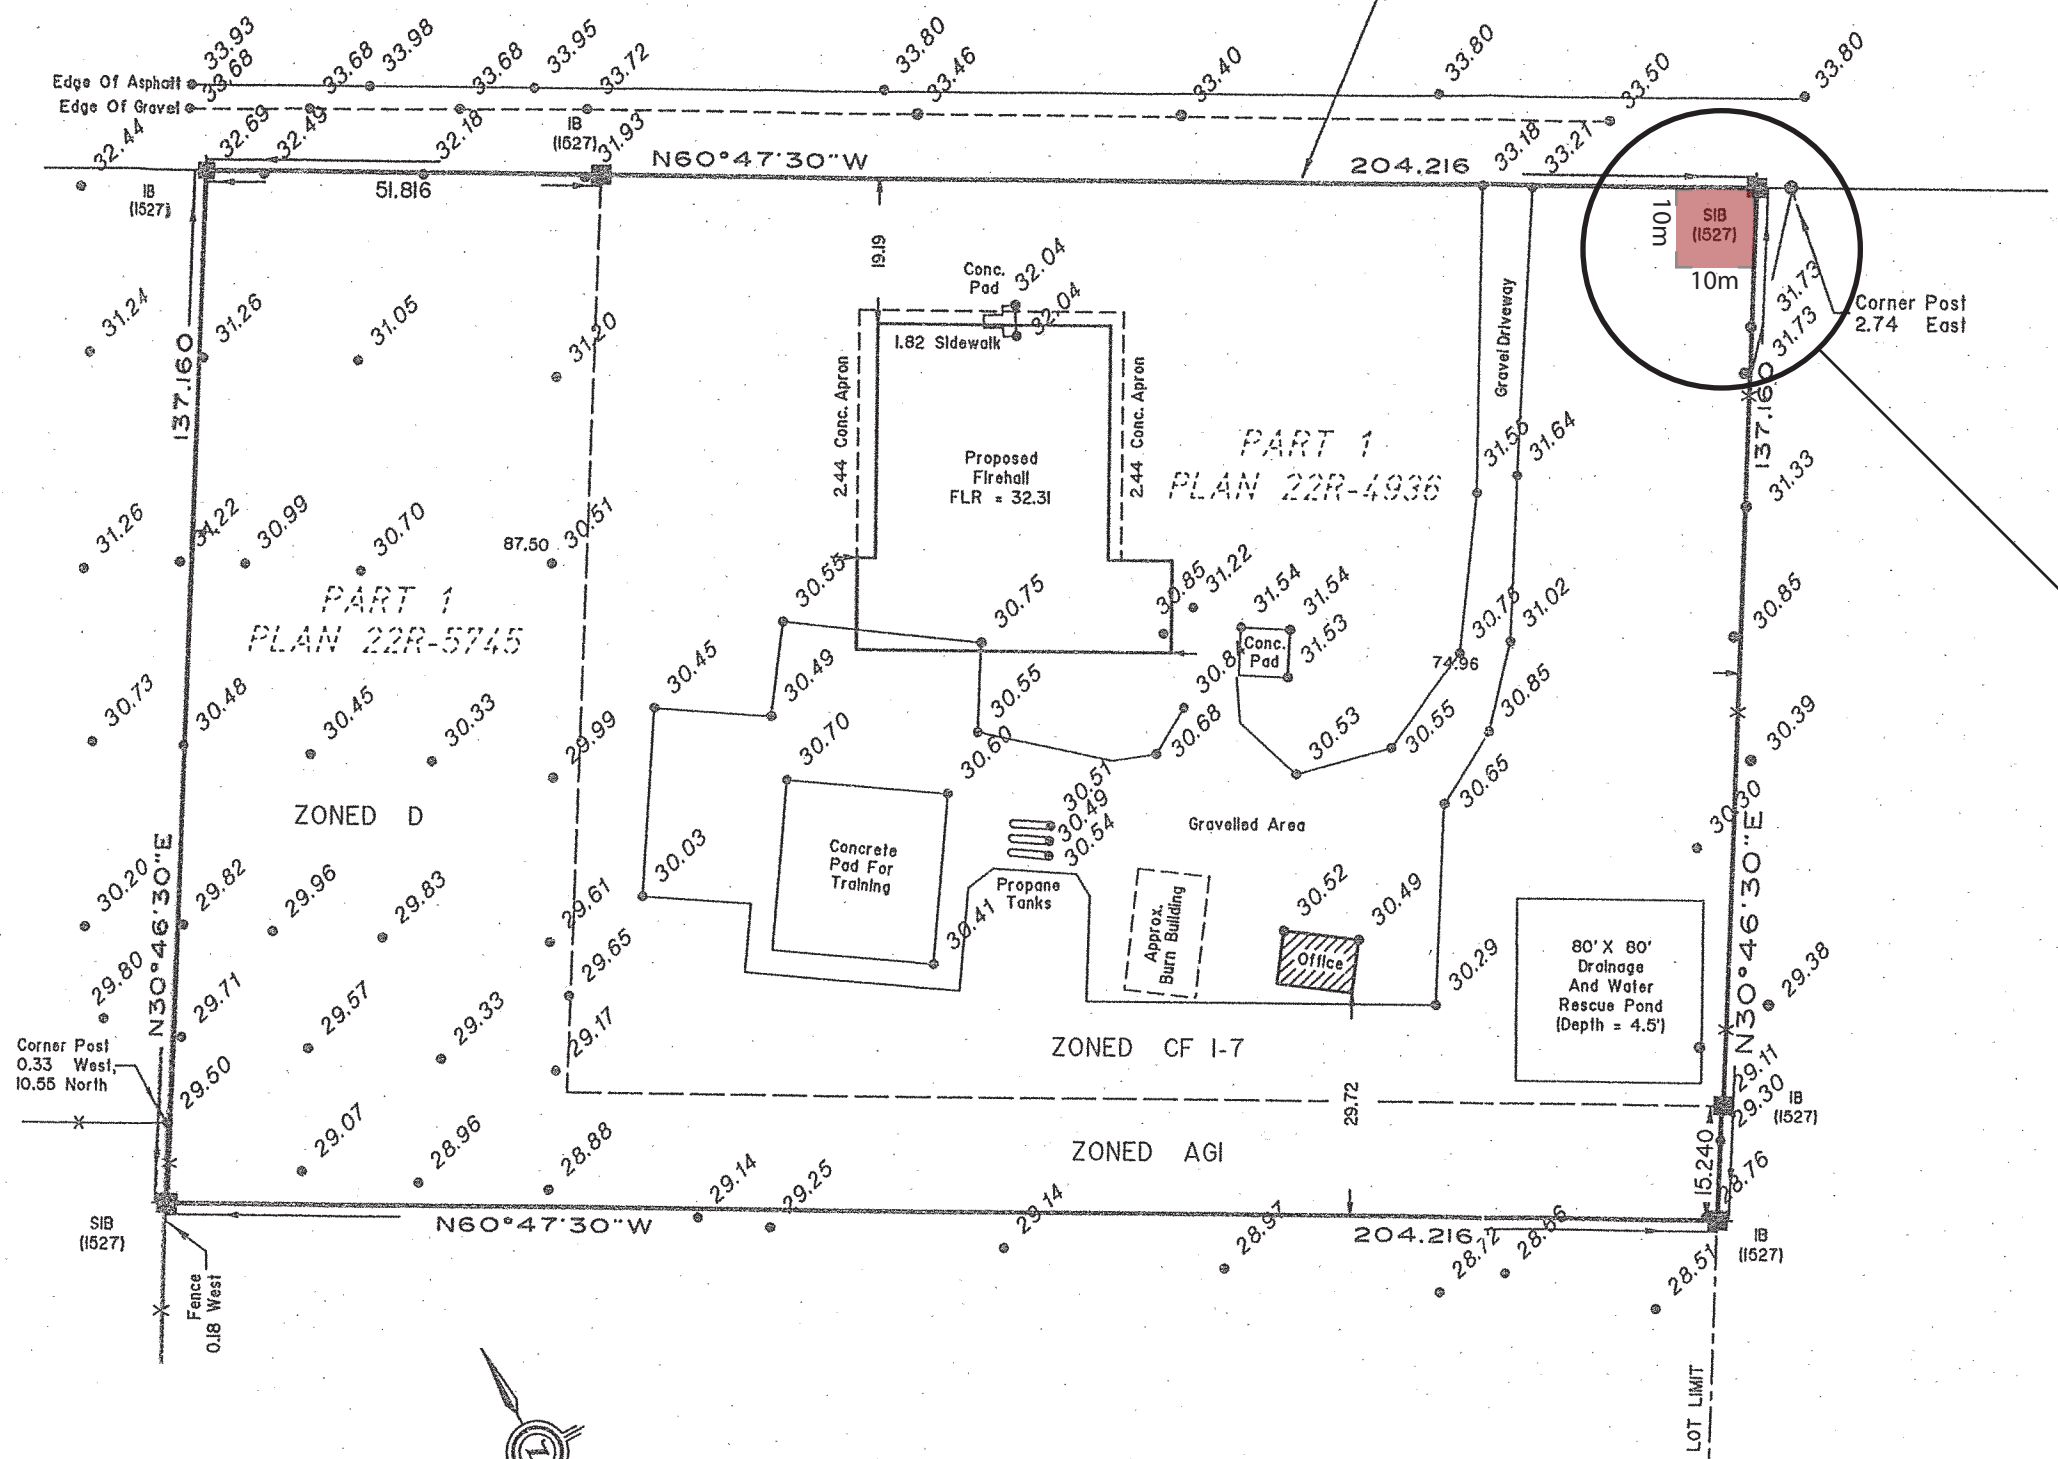 33.93
33.68
33.98
33.68
33.95
33.72
33.80
33.46
33.40
33.80
33.50
33.80
Edge Of Asphalt
33.68
Edge Of Gravel
32.44
32.69
32.49
32.18
IB
(1527)
31.93
N60°47'30"W
204.216
33.18
33.21
IB
(1527)
51.816
SIB
(1527)
10m
10m
19.19
Conc.
Pad
32.04
32.04
31.73
31.73
Corner Post
2.74 East
31.24
31.26
31.05
31.20
1.82 Sidewalk
137.160
2.44 Conc. Apron
2.44 Conc. Apron
Gravel Driveway
137.160
Proposed
Firehall
FLR = 32.31
PART 1
PLAN 22R-4936
31.55
31.64
31.33
31.26
31.22
30.99
30.70
87.50
30.51
PART 1
PLAN 22R-5745
30.55
30.75
30.85
31.22
31.54
31.54
31.53
Conc.
Pad
30.75
31.02
74.96
30.85
30.73
30.48
30.45
30.33
29.99
30.45
30.49
30.55
30.84
30.68
30.53
30.55
30.85
30.39
ZONED D
30.70
30.60
30.51
30.49
30.54
Gravelled Area
30.65
30.30
30.20
29.82
29.96
29.83
29.61
30.03
Concrete
Pad For
Training
30.41
Propane
Tanks
Approx.
Burn Building
30.52
30.49
Office
30.29
80' X 80'
Drainage
And Water
Rescue Pond
(Depth = 4.5')
29.38
N30°46'30"E
N30°46'30"E
29.80
29.71
29.57
29.33
29.65
29.17
ZONED CF I-7
29.11
29.30
IB
(1527)
Corner Post
0.33 West,
10.55 North
29.50
29.07
28.96
28.88
29.72
ZONED AG1
15.240
28.76
29.14
29.25
29.14
28.97
28.72
28.66
28.51
SIB
(1527)
N60°47'30"W
204.216
IB
(1527)
Fence
0.18 West
LOT LIMIT